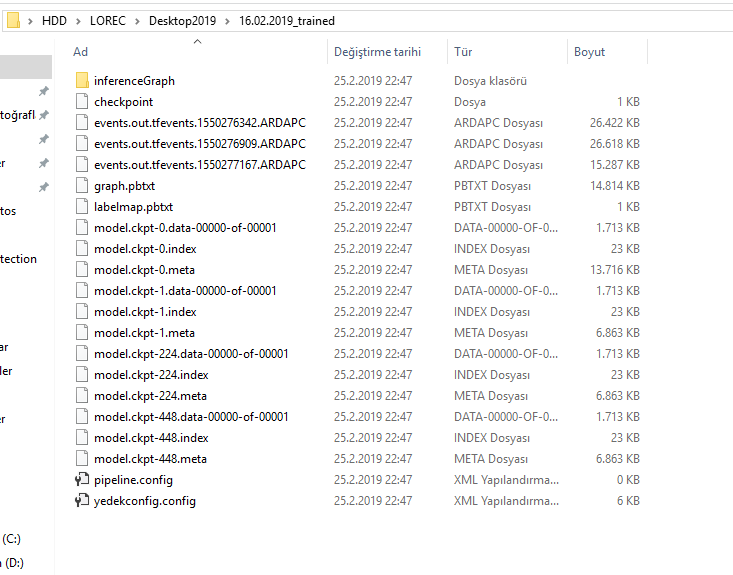 HDD > LOREC > Desktop2019 > 16.02.2019_trained
Ad Değiştirme tarihi Tür Boyut
inferenceGraph 25.2.2019 22:47 Dosya klasörü
checkpoint 25.2.2019 22:47 Dosya 1 KB
otoğrafl events.out.tfevents.1550276342.ARDAPC 25.2.2019 22:47 ARDAPC Dosyası 26.422 KB
events.out.tfevents.1550276909.ARDAPC 25.2.2019 22:47 ARDAPC Dosyası 26.618 KB
er events.out.tfevents.1550277167.ARDAPC 25.2.2019 22:47 ARDAPC Dosyası 15.287 KB
graph.pbtxt 25.2.2019 22:47 PBTXT Dosyası 14.814 KB
tos labelmap.pbtxt 25.2.2019 22:47 PBTXT Dosyası 1 KB
model.ckpt-0.data-00000-of-00001 25.2.2019 22:47 DATA-00000-OF-0... 1.713 KB
tection model.ckpt-0.index 25.2.2019 22:47 INDEX Dosyası 23 KB
model.ckpt-0.meta 25.2.2019 22:47 META Dosyası 13.716 KB
model.ckpt-1.data-00000-of-00001 25.2.2019 22:47 DATA-00000-OF-0... 1.713 KB
model.ckpt-1.index 25.2.2019 22:47 INDEX Dosyası 23 KB
model.ckpt-1.meta 25.2.2019 22:47 META Dosyası 6.863 KB
ar model.ckpt-224.data-00000-of-00001 25.2.2019 22:47 DATA-00000-OF-0... 1.713 KB
ler model.ckpt-224.index 25.2.2019 22:47 INDEX Dosyası 23 KB
model.ckpt-224.meta 25.2.2019 22:47 META Dosyası 6.863 KB
er model.ckpt-448.data-00000-of-00001 25.2.2019 22:47 DATA-00000-OF-0... 1.713 KB
model.ckpt-448.index 25.2.2019 22:47 INDEX Dosyası 23 KB
model.ckpt-448.meta 25.2.2019 22:47 META Dosyası 6.863 KB
pipeline.config 25.2.2019 22:47 XML Yapılandırma... 0 KB
yedekconfig.config 25.2.2019 22:47 XML Yapılandırma... 6 KB
(C:)
(D:)